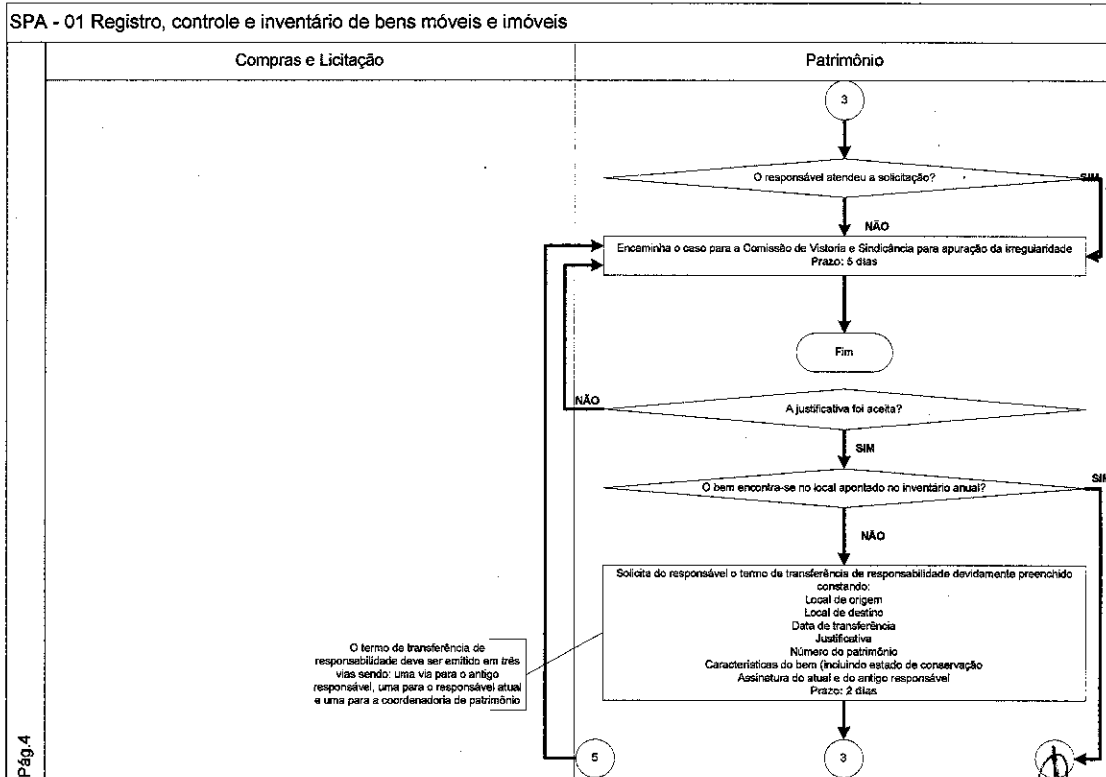 SPA - 01 Registro, controle e inventário de bens móveis e imóveis
Compras e Licitação
Patrimônio
3
O responsável atendeu a solicitação?
SIM
NÃO
Encaminha o caso para a Comissão de Vistoria e Sindicância para apuração da irregularidade
Prazo: 5 dias
Fim
NÃO
A justificativa foi aceita?
SIM
O bem encontra-se no local apontado no inventário anual?
SIM
NÃO
Solicita do responsável o termo de transferência de responsabilidade devidamente preenchido
constando:
Local de origem
Local de destino
Data de transferência
Justificativa
Número do patrimônio
Características do bem (incluindo estado de conservação
Assinatura do atual e do antigo responsável
Prazo: 2 dias
O termo de transferência de
responsabilidade deve ser emitido em três
vias sendo: uma via para o antigo
responsável, uma para o responsável atual
e uma para a coordenadoria de patrimônio
5
3
Pág.4